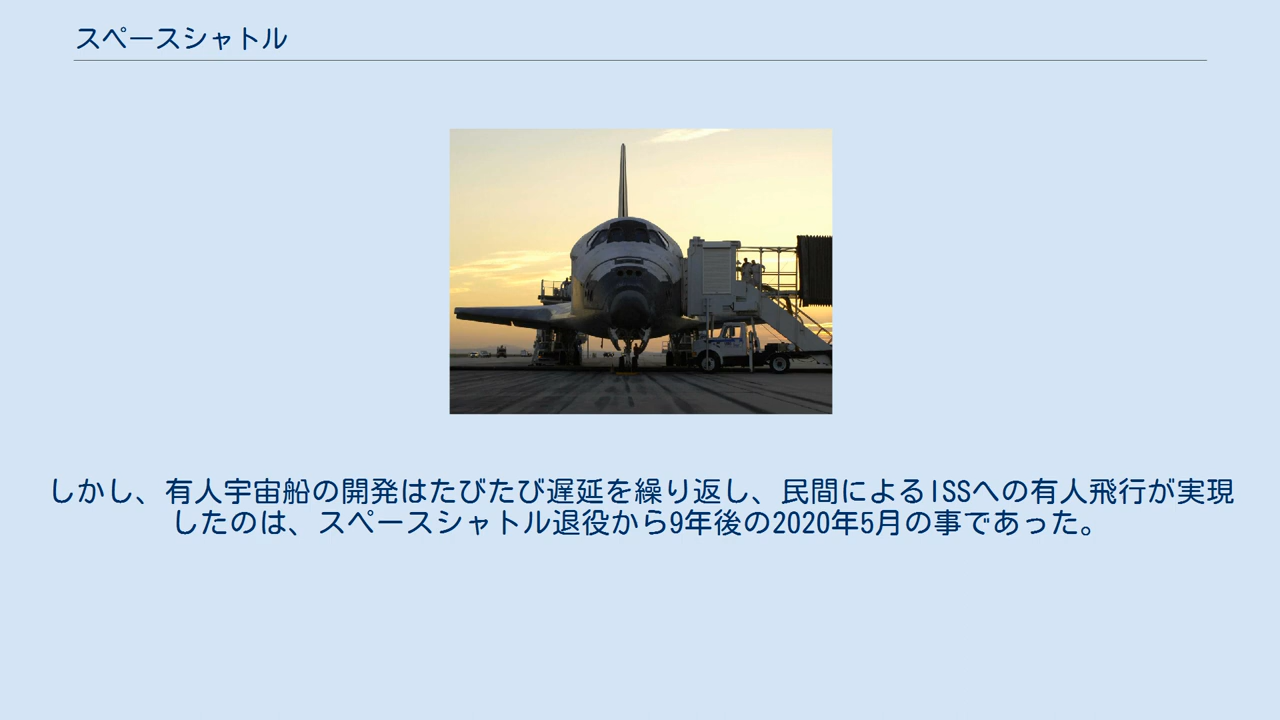 スペースシャトル
しかし、有人宇宙船の開発はたびたび遅延を繰り返し、民間によるISSへの有人飛行が実現
したのは、スペースシャトル退役から9年後の2020年5月の事であった。